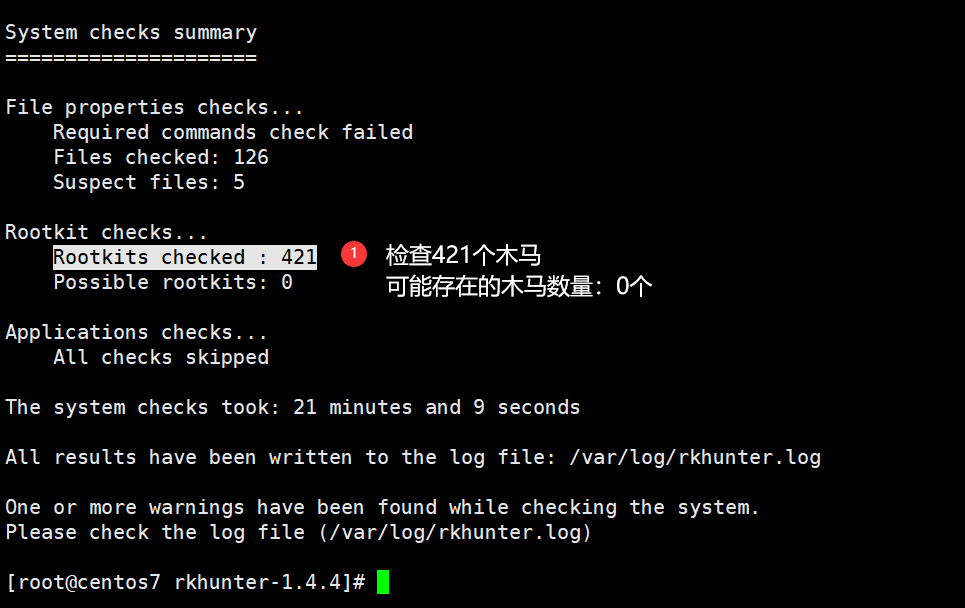 System checks summary
=====================
File properties checks...
Required commands check failed
Files checked: 126
Suspect files: 5
Rootkit checks...
Rootkits checked : 421
Possible rootkits: 0
1
检查421个木马
可能存在的木马数量：0个
Applications checks...
All checks skipped
The system checks took: 21 minutes and 9 seconds
All results have been written to the log file: /var/log/rkhunter.log
One or more warnings have been found while checking the system.
Please check the log file (/var/log/rkhunter.log)
[root@centos7 rkhunter-1.4.4]#